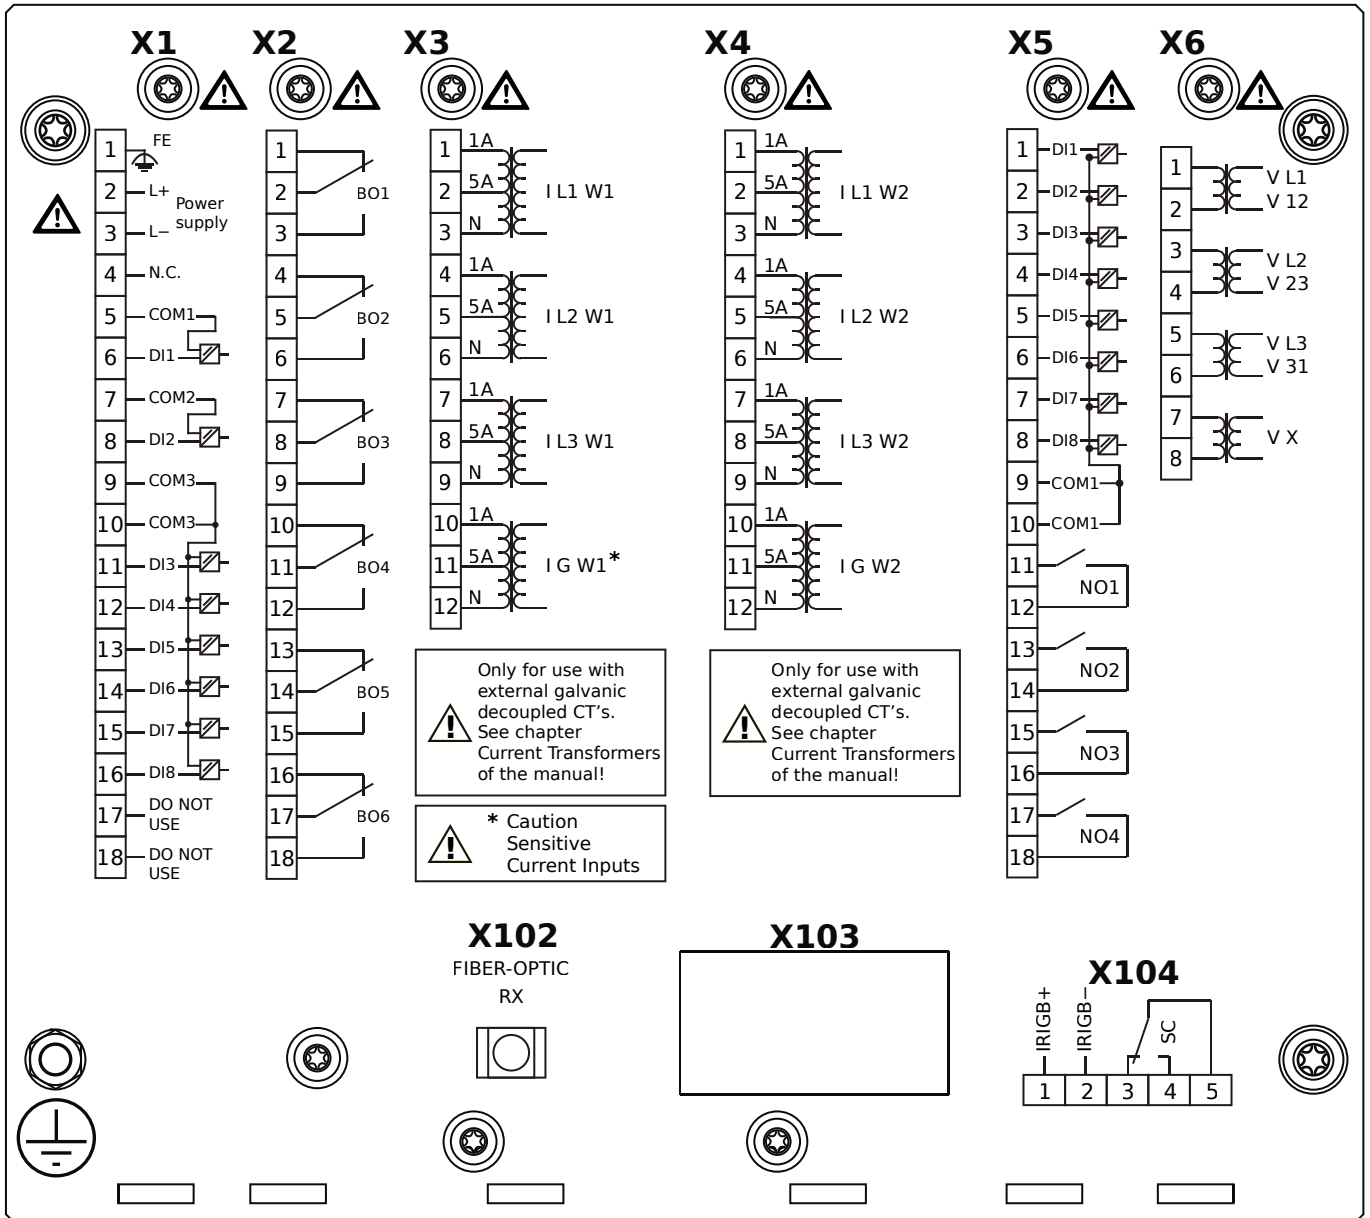 X1
X2
X3
X4
X5
X6
1 FE
2 L+
Power
supply
3 L−
4 N.C.
5 COM1
6 DI1
7 COM2
8 DI2
9 COM3
10 COM3
11 DI3
12 DI4
13 DI5
14 DI6
15 DI7
16 DI8
17 DO NOT
USE
18 DO NOT
USE
1
2 BO1
3
4
5 BO2
6
7
8 BO3
9
10
11 BO4
12
13
14 BO5
15
16
17 BO6
18
1 1A
2 5A I L1 W1
3 N
4 1A
5 5A I L2 W1
6 N
7 1A
8 5A I L3 W1
9 N
10 1A
11 5A I G W1*
12 N
Only for use with
external galvanic
decoupled CT's.
See chapter
Current Transformers
of the manual!
* Caution
Sensitive
Current Inputs
1 1A
2 5A I L1 W2
3 N
4 1A
5 5A I L2 W2
6 N
7 1A
8 5A I L3 W2
9 N
10 1A
11 5A I G W2
12 N
Only for use with
external galvanic
decoupled CT's.
See chapter
Current Transformers
of the manual!
1 DI1
2 DI2
3 DI3
4 DI4
5 DI5
6 DI6
7 DI7
8 DI8
9 COM1
10 COM1
11
NO1
12
13
NO2
14
15
NO3
16
17
NO4
18
1 V L1
2 V 12
3 V L2
4 V 23
5 V L3
6 V 31
7
V X
8
X102
FIBER-OPTIC
RX
X103
X104
IRIGB+
IRIGB−
SC
1 2 3 4 5